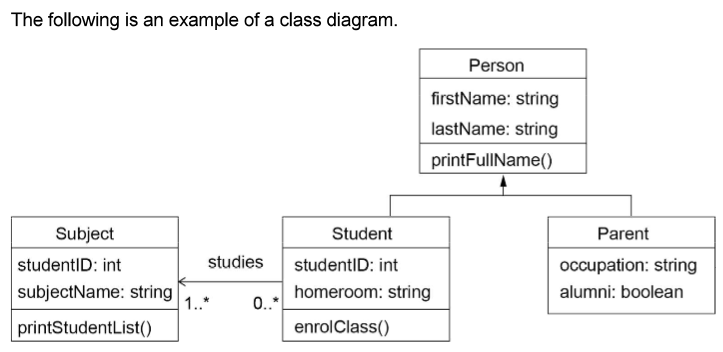 The following is an example of a class diagram.
Person
firstName: string
lastName: string
printFullName()
Subject
studentID: int
subjectName: string
printStudentList()
studies
1..*
0..*
Student
studentID: int
homeroom: string
enrolClass()
Parent
occupation: string
alumni: boolean